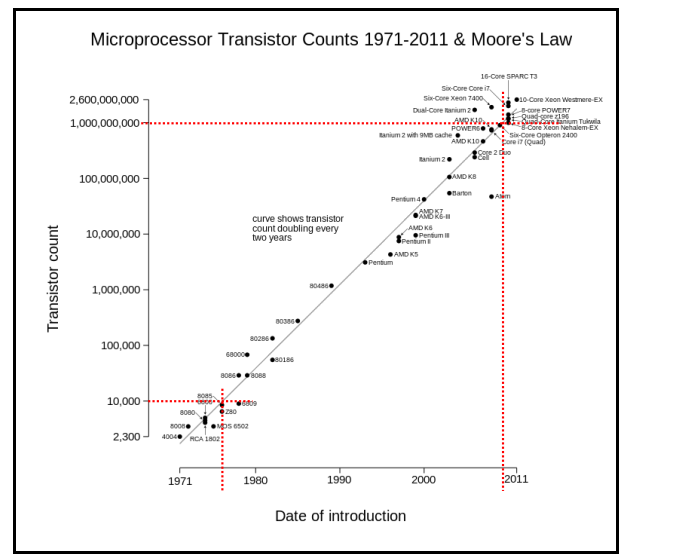 Microprocessor Transistor Counts 1971-2011 & Moore's Law
16-Core SPARC T3
Six-Core Core i7
Six-Core Xeon 7400
10-Core Xeon Westmere-EX
Dual-Core Itanium 2
8-core POWER7
Quad-core z196
AMD K10
Quad-Core Itanium Tukwila
POWER6
8-Core Xeon Nehalem-EX
Itanium 2 with 9MB cache
Six-Core Opteron 2400
AMD K10
Core i7 (Quad)
Core 2 Duo
Itanium 2
Cell
AMD K8
Pentium 4
Barton
Atom
AMD K7
AMD K6-III
curve shows transistor
count doubling every
two years
AMD K6
Pentium III
Pentium II
AMD K5
Pentium
80486
80386
80286
68000
80186
8086
8088
8085
6809
Z80
8080
8008
MOS 6502
4004
RCA 1802
2,600,000,000
1,000,000,000
100,000,000
10,000,000
1,000,000
100,000
10,000
2,300
Transistor count
1971
1980
1990
2000
2011
Date of introduction